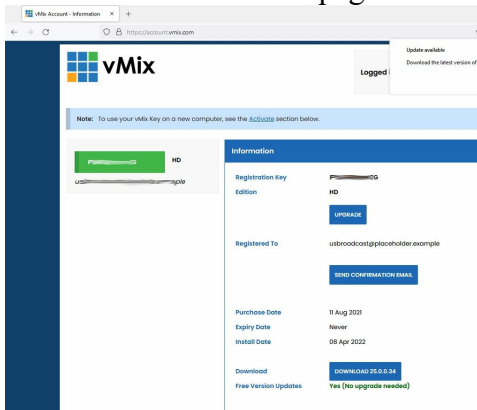 vMix Account - Information × +
https://account.vmix.com
Update available
Download the latest version of
vMix
Logged
Note: To use your vMix Key on a new computer, see the Activate section below.
HD
Information
Registration Key
Edition HD
UPGRADE
Registered To usbroadcast@placeholder.example
SEND CONFIRMATION EMAIL
Purchase Date 11 Aug 2021
Expiry Date Never
Install Date 08 Apr 2022
Download DOWNLOAD 25.0.0.34
Free Version Updates Yes (No upgrade needed)